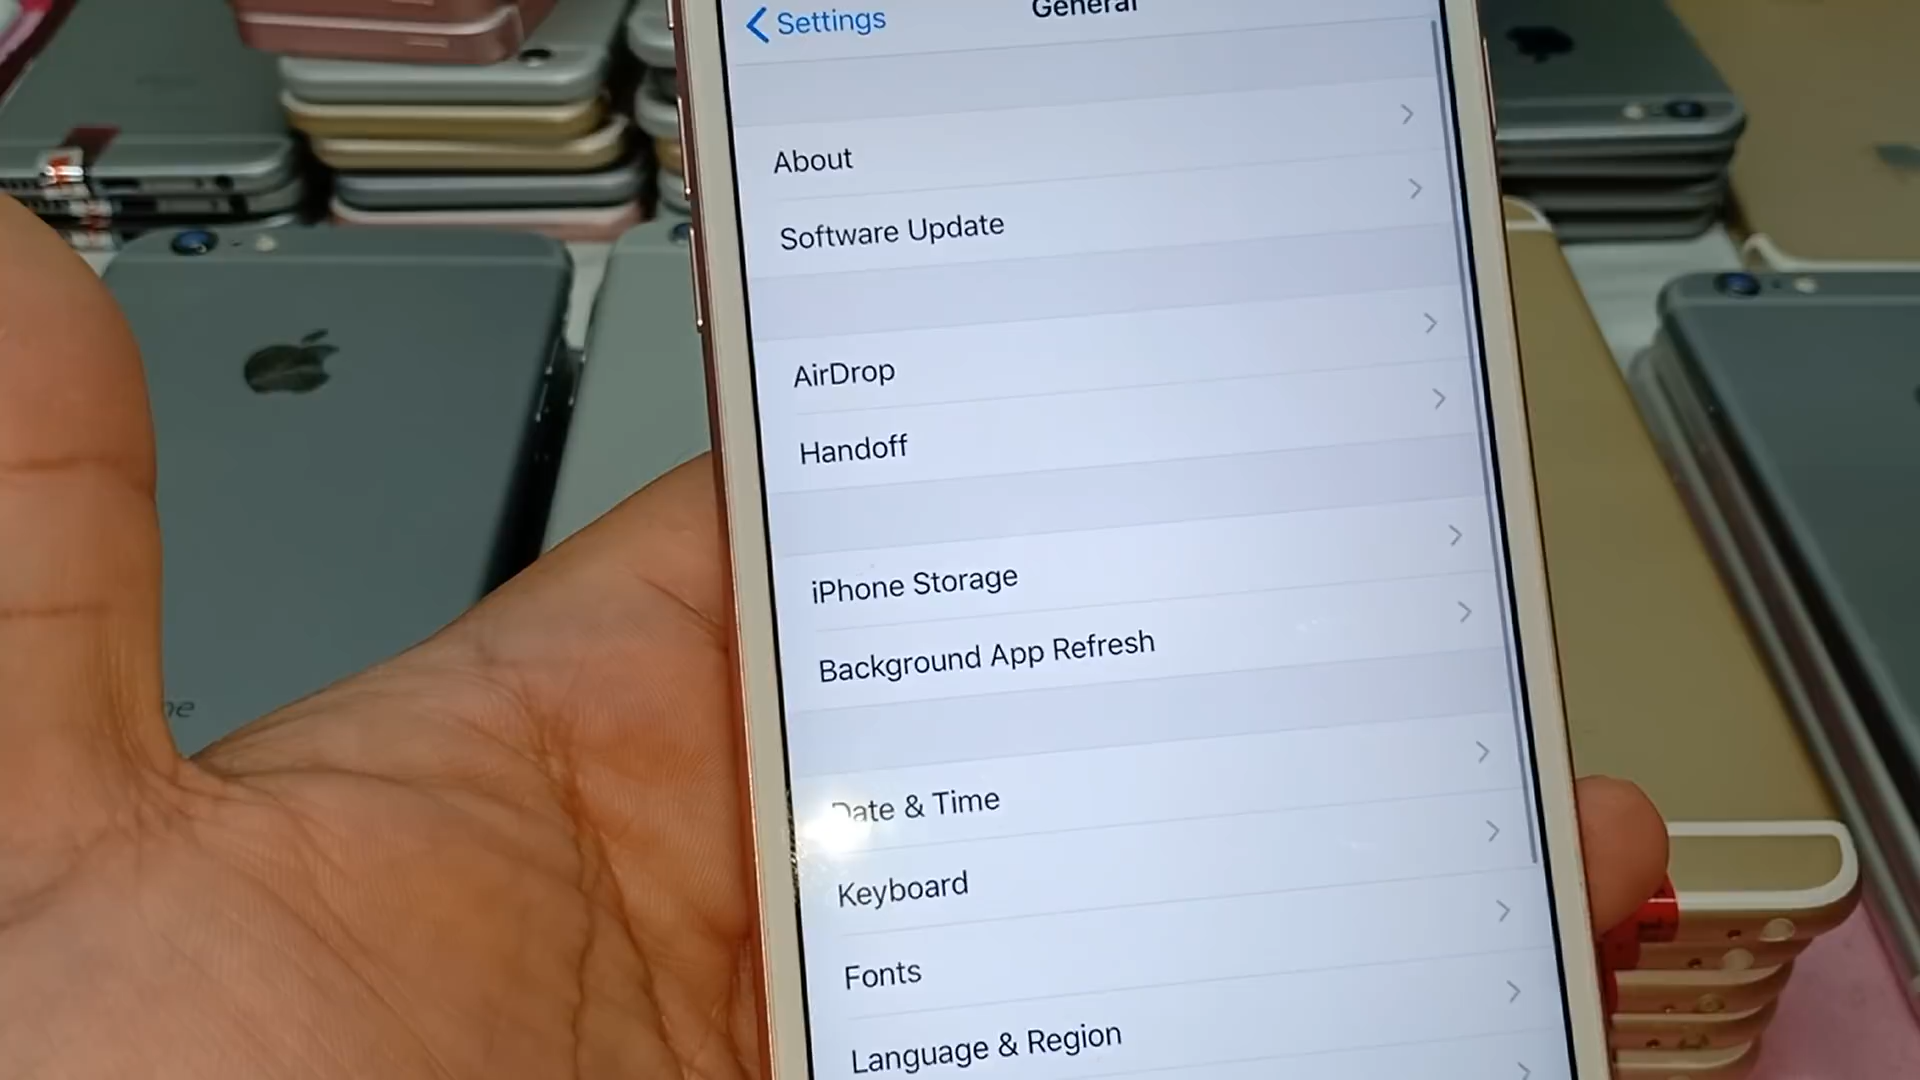 Settings
General
About
Software Update
AirDrop
Handoff
iPhone Storage
Background App Refresh
Date & Time
Keyboard
Fonts
Language & Region